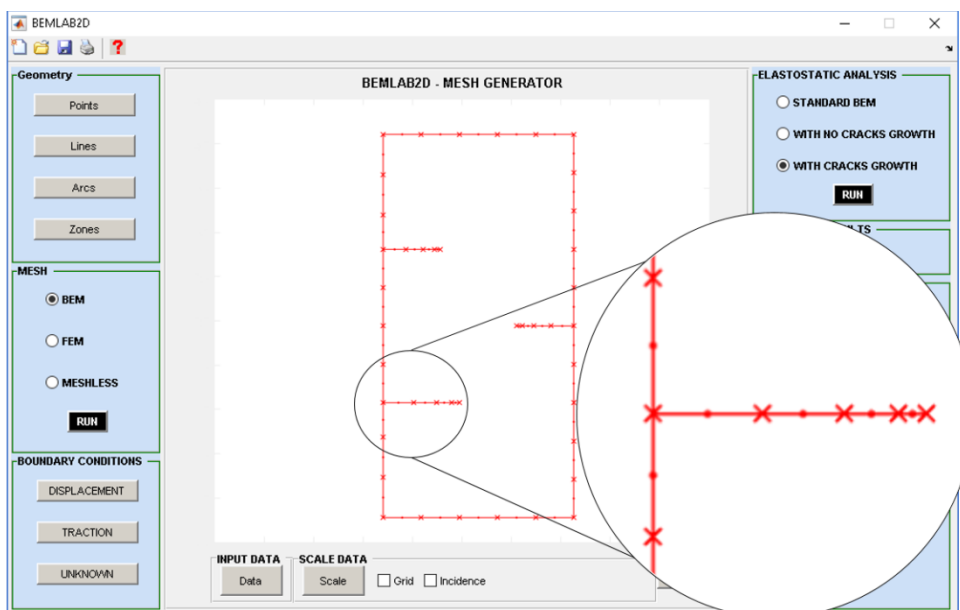 BEMLAB2D
?
Geometry
Points
Lines
Arcs
Zones
MESH
BEM
FEM
MESHLESS
RUN
BOUNDARY CONDITIONS
DISPLACEMENT
TRACTION
UNKNOWN
BEMLAB2D - MESH GENERATOR
INPUT DATA
Data
SCALE DATA
Scale
Grid
Incidence
ELASTOSTATIC ANALYSIS
STANDARD BEM
WITH NO CRACKS GROWTH
WITH CRACKS GROWTH
RUN